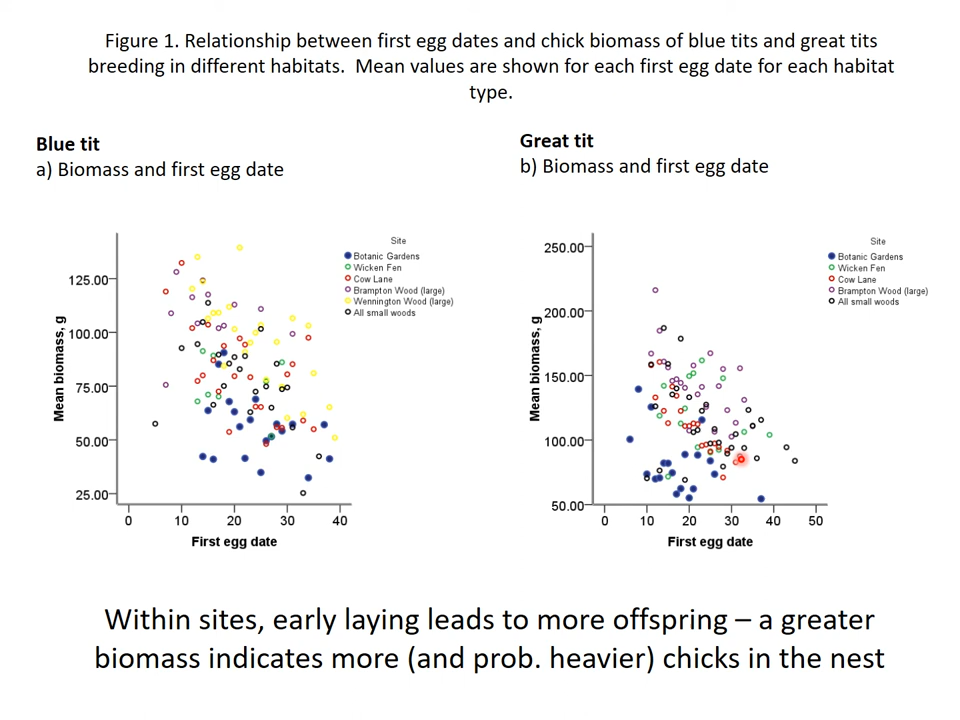 Figure 1. Relationship between first egg dates and chick biomass of blue tits and great tits
breeding in different habitats.  Mean values are shown for each first egg date for each habitat
type.
Blue tit
a) Biomass and first egg date
Great tit
b) Biomass and first egg date
Site
Botanic Gardens
Wicken Fen
Cow Lane
Brampton Wood (large)
Wennington Wood (large)
All small woods
Mean biomass, g
125.00
100.00
75.00
50.00
25.00
0 10 20 30 40
First egg date
Site
Botanic Gardens
Wicken Fen
Cow Lane
Brampton Wood (large)
All small woods
Mean biomass, g
250.00
200.00
150.00
100.00
50.00
0 10 20 30 40 50
First egg date
Within sites, early laying leads to more offspring – a greater
biomass indicates more (and prob. heavier) chicks in the nest